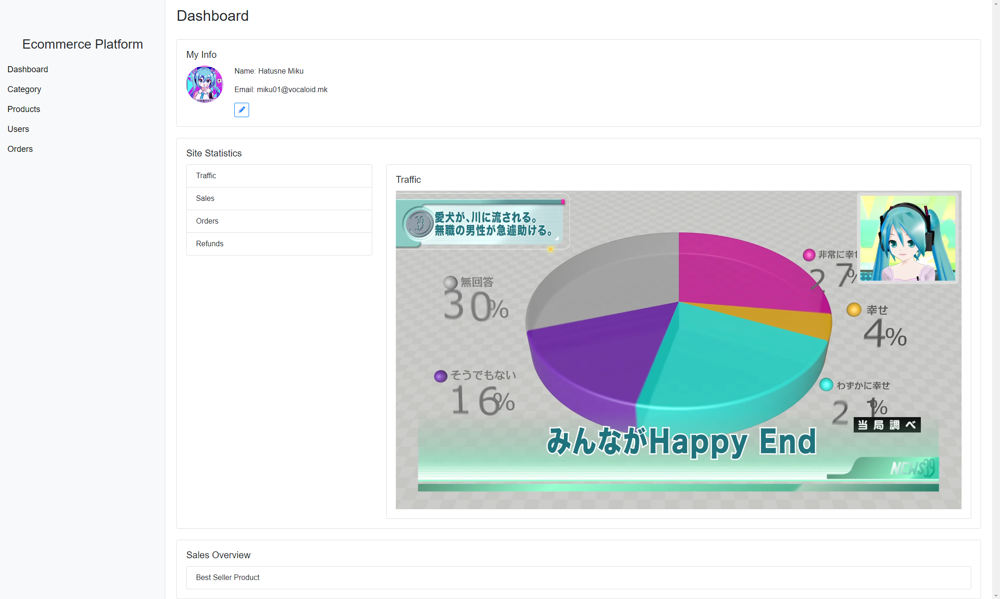 Dashboard
Ecommerce Platform
Dashboard
Category
Products
Users
Orders
My Info
Name: Hatusne Miku
Email: miku01@vocaloid.mk
Site Statistics
Traffic
Sales
Orders
Refunds
Traffic
39
愛犬が、川に流される。
無職の男性が急遽助ける。
非常に幸せ
27%
無回答
30%
幸せ
4%
そうでもない
16%
わずかに幸せ
21%
当局調べ
みんながHappy End
NEWS39
Sales Overview
Best Seller Product